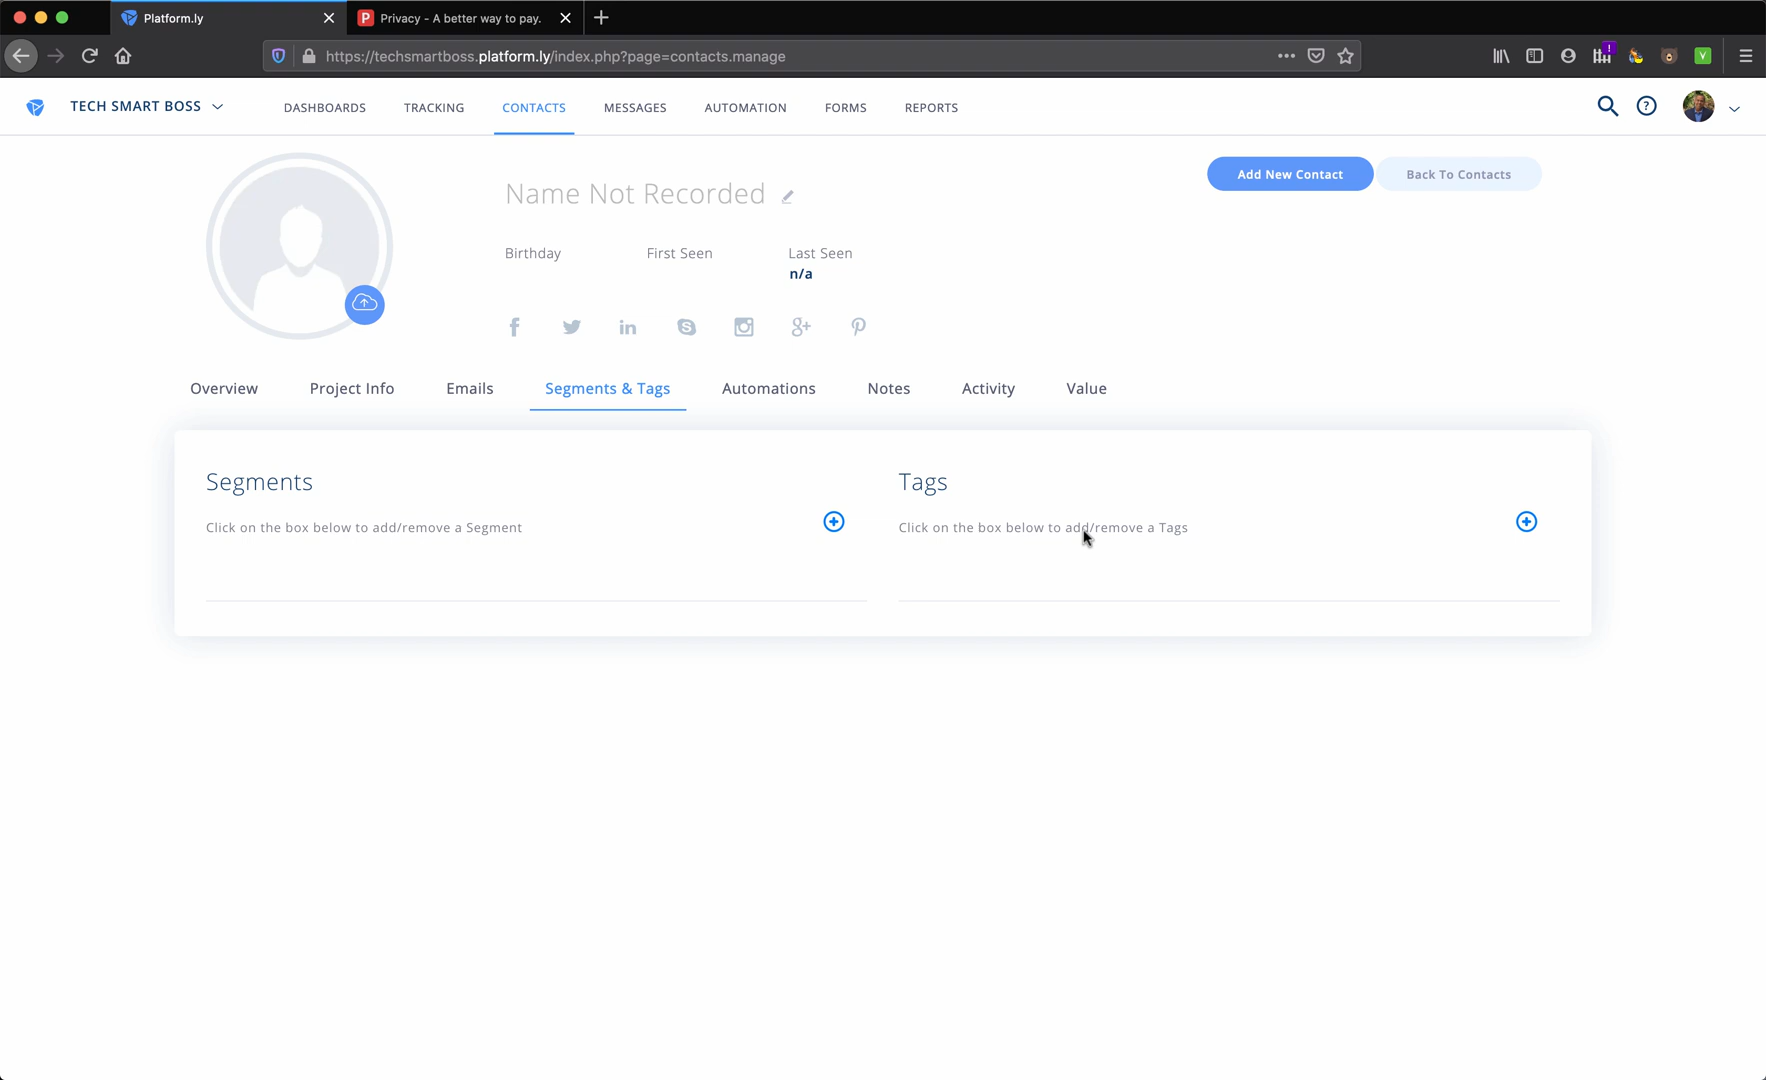 Platform.ly
Privacy - A better way to pay.
https://techsmartboss.platform.ly/index.php?page=contacts.manage
TECH SMART BOSS
DASHBOARDS
TRACKING
CONTACTS
MESSAGES
AUTOMATION
FORMS
REPORTS
Name Not Recorded
Add New Contact
Back To Contacts
Birthday
First Seen
Last Seen
n/a
Overview
Project Info
Emails
Segments & Tags
Automations
Notes
Activity
Value
Segments
Click on the box below to add/remove a Segment
Tags
Click on the box below to add/remove a Tags